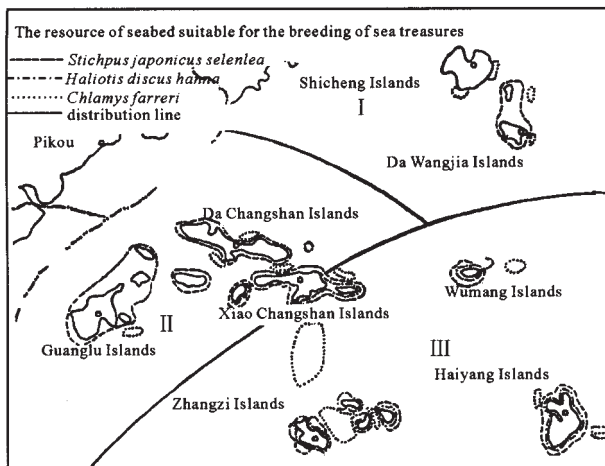 The resource of seabed suitable for the breeding of sea treasures
Stichpus japonicus selenlea
Haliotis discus hanna
Chlamys farreri
distribution line
Shicheng Islands
I
Pikou
Da Wangjia Islands
Da Changshan Islands
Wumang Islands
Xiao Changshan Islands
II
Guanglu Islands
III
Haiyang Islands
Zhangzi Islands